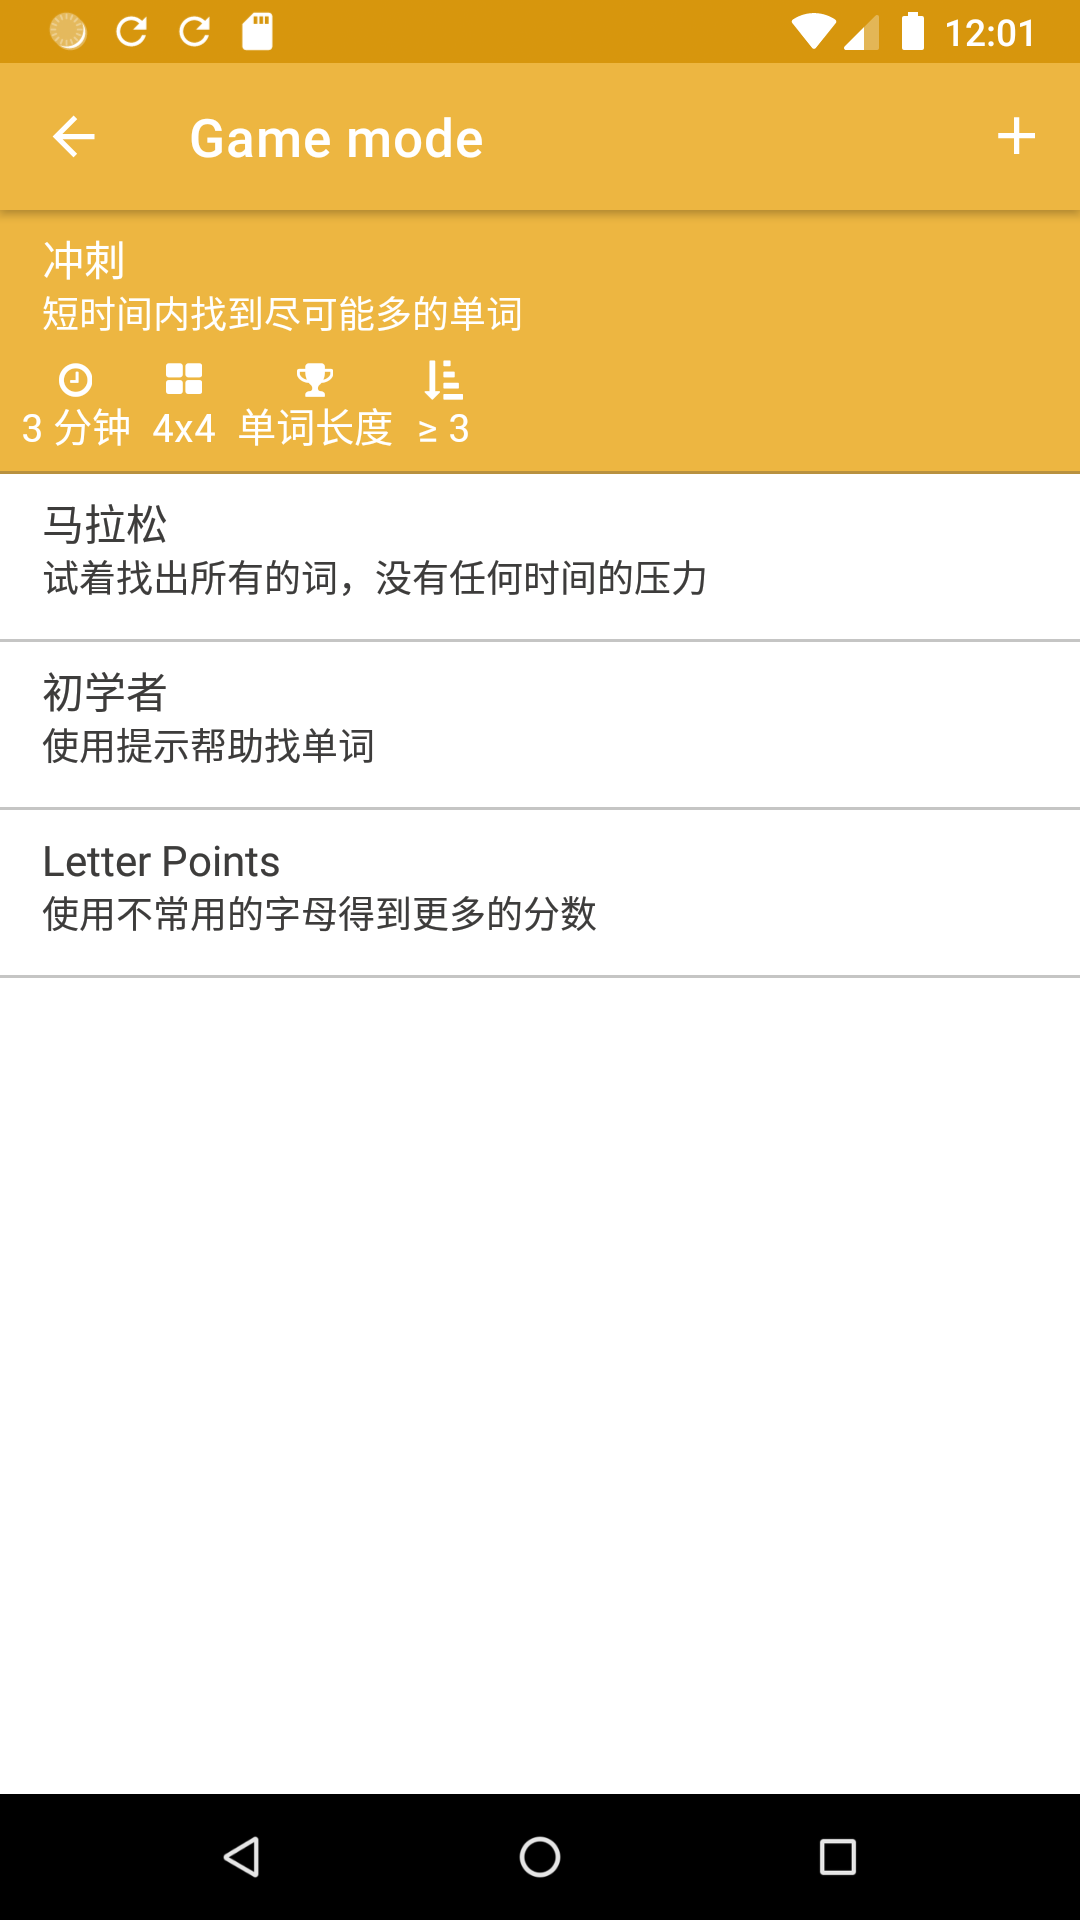 12:01
Game mode
冲刺
短时间内找到尽可能多的单词
3 分钟 4x4 单词长度 ≥ 3
马拉松
试着找出所有的词，没有任何时间的压力
初学者
使用提示帮助找单词
Letter Points
使用不常用的字母得到更多的分数